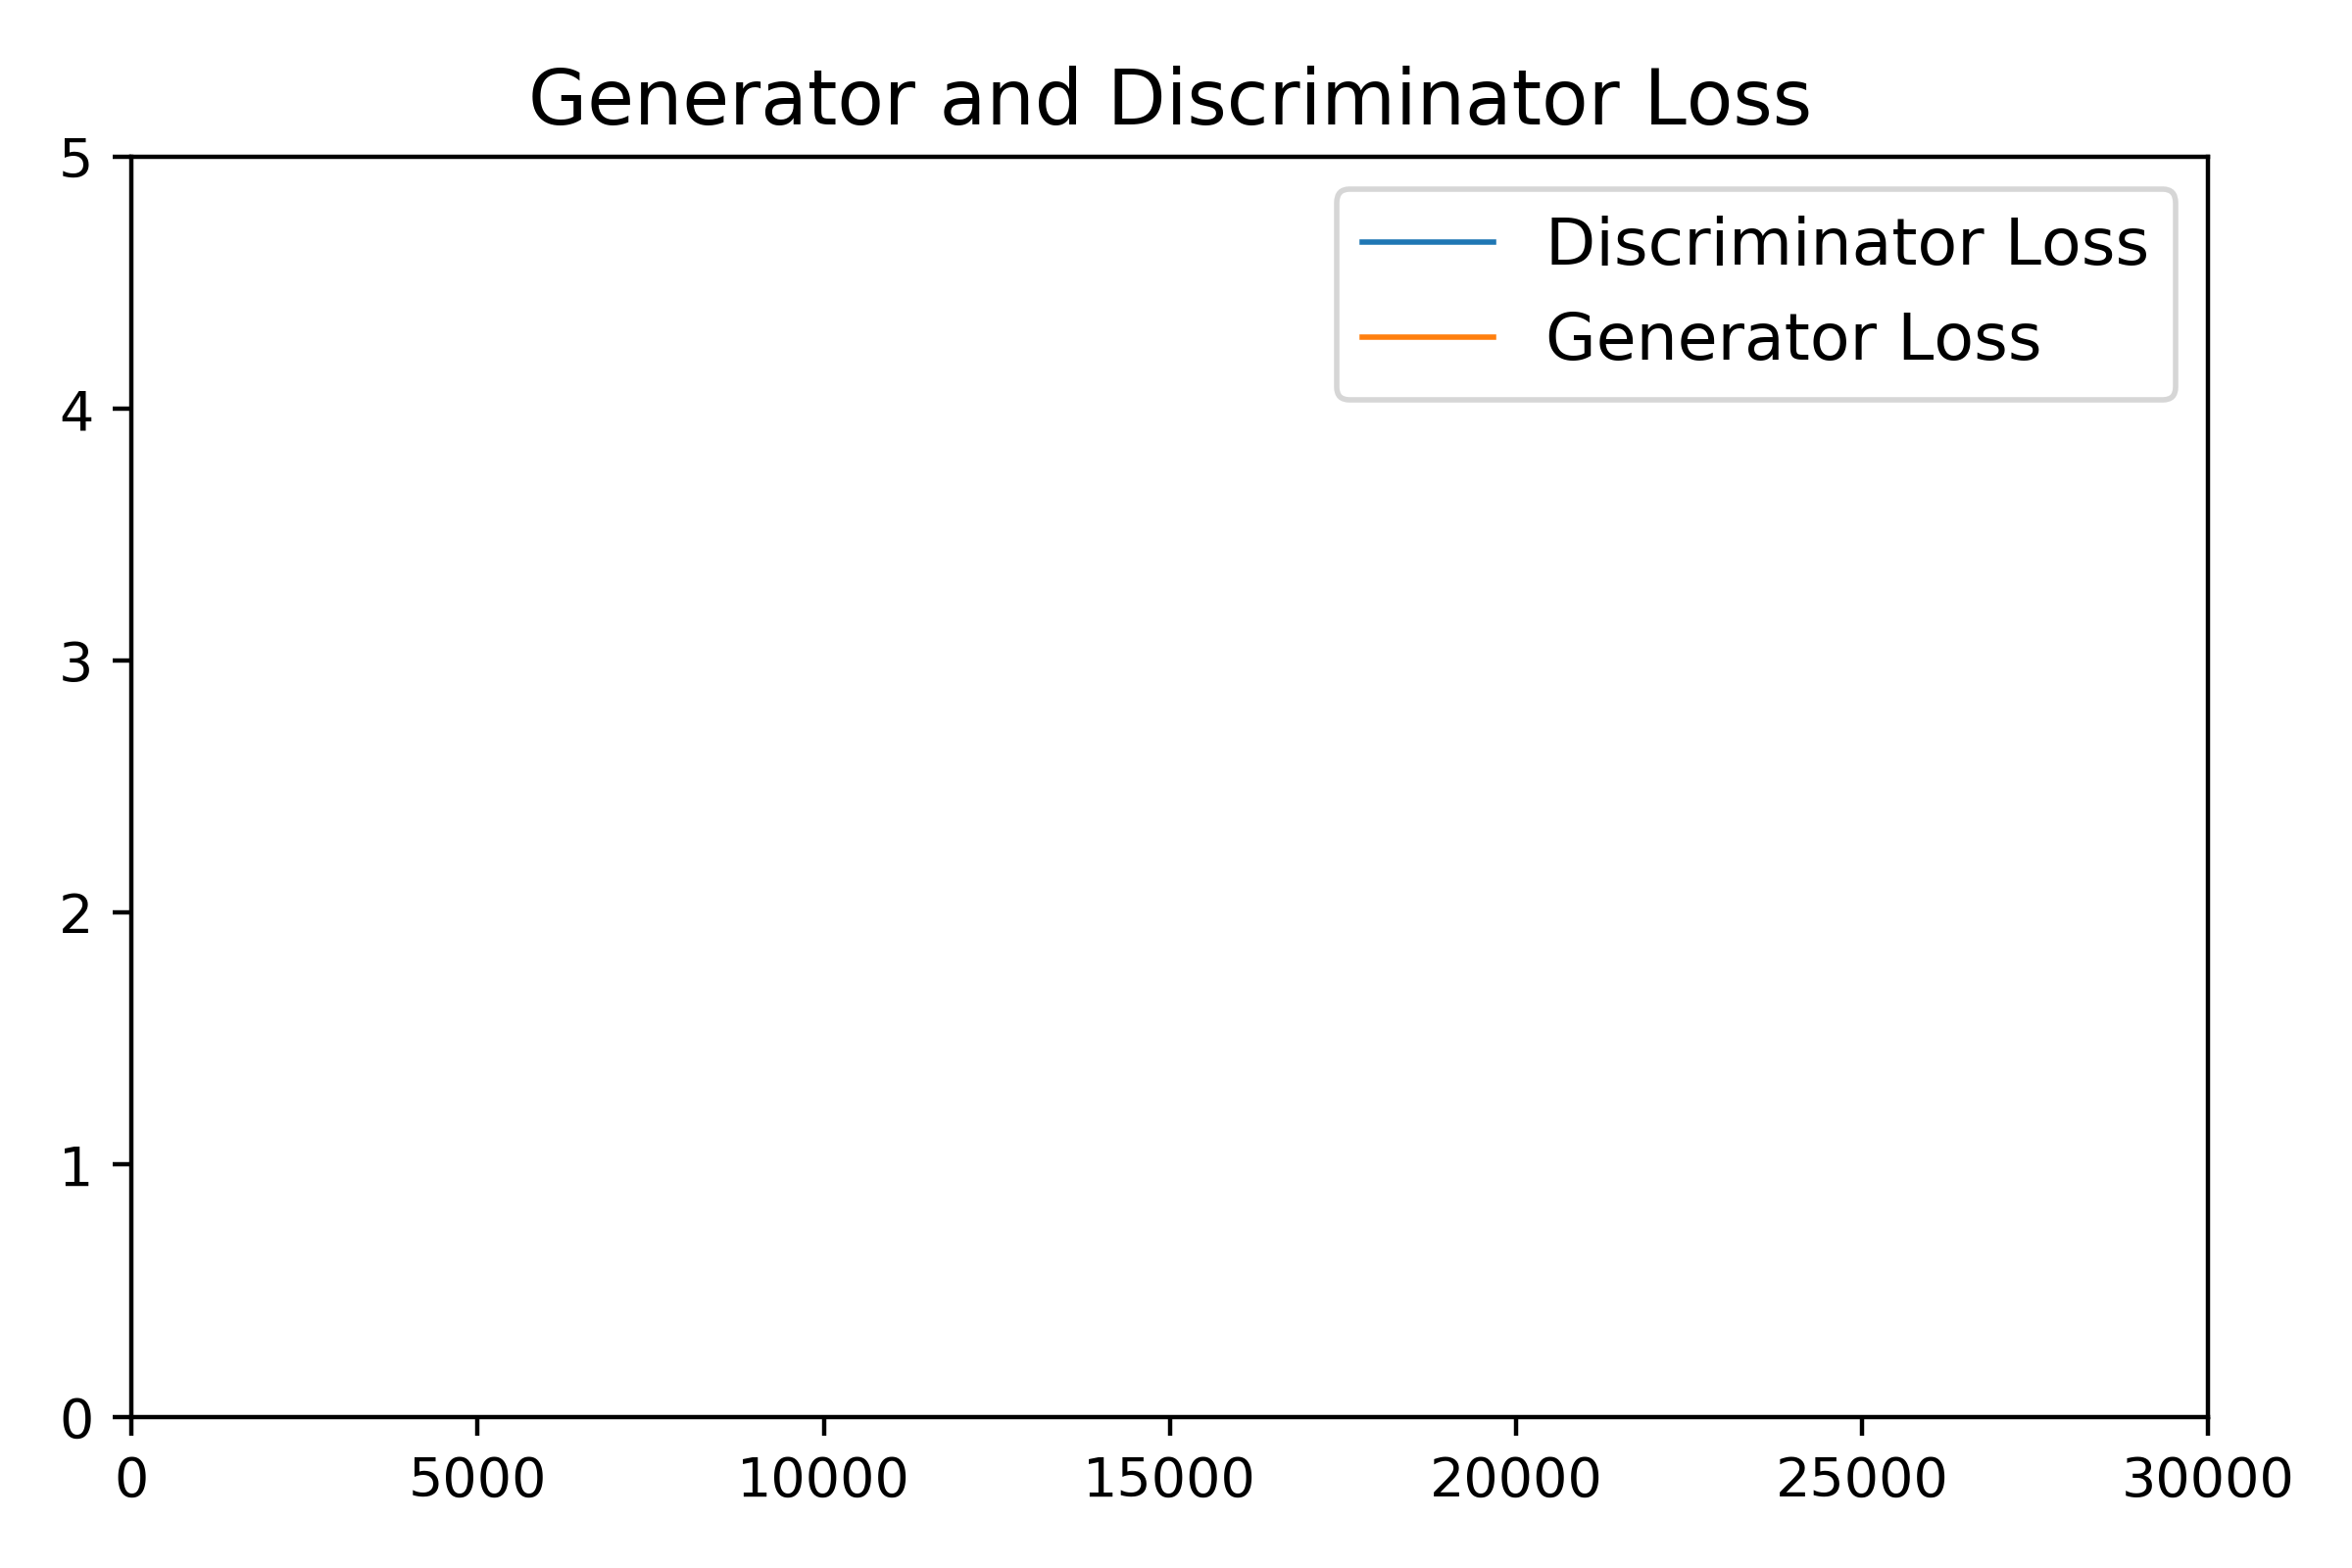 Generator and Discriminator Loss
5
Discriminator Loss
Generator Loss
4
3
2
1
0
0 5000 10000 15000 20000 25000 30000